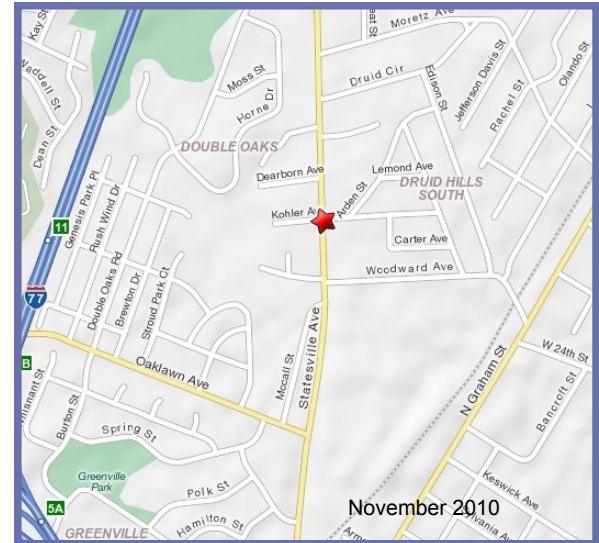 Kay St
Waddell St
Dean St
Moss St
Horne Dr
DOUBLE OAKS
Moretz Ave
Druid Cir
Edison St
Jefferson Davis St
Rachel St
Olando St
Dearborn Ave
Lemond Ave
DRUID HILLS
SOUTH
Kohler
Arden St
Carter Ave
Woodward Ave
Genesis Park Pl
Rush Wind Dr
11
77
Double Oaks Rd
Brewton Dr
Stroud Park Ct
Oaklawn Ave
Mccall St
Statesville Ave
N Graham St
W 24th St
Bancroft St
B
Burton St
Spring St
Greenville
Park
Polk St
Hamilton St
5A
GREENVILLE
Keswick Ave
November 2010